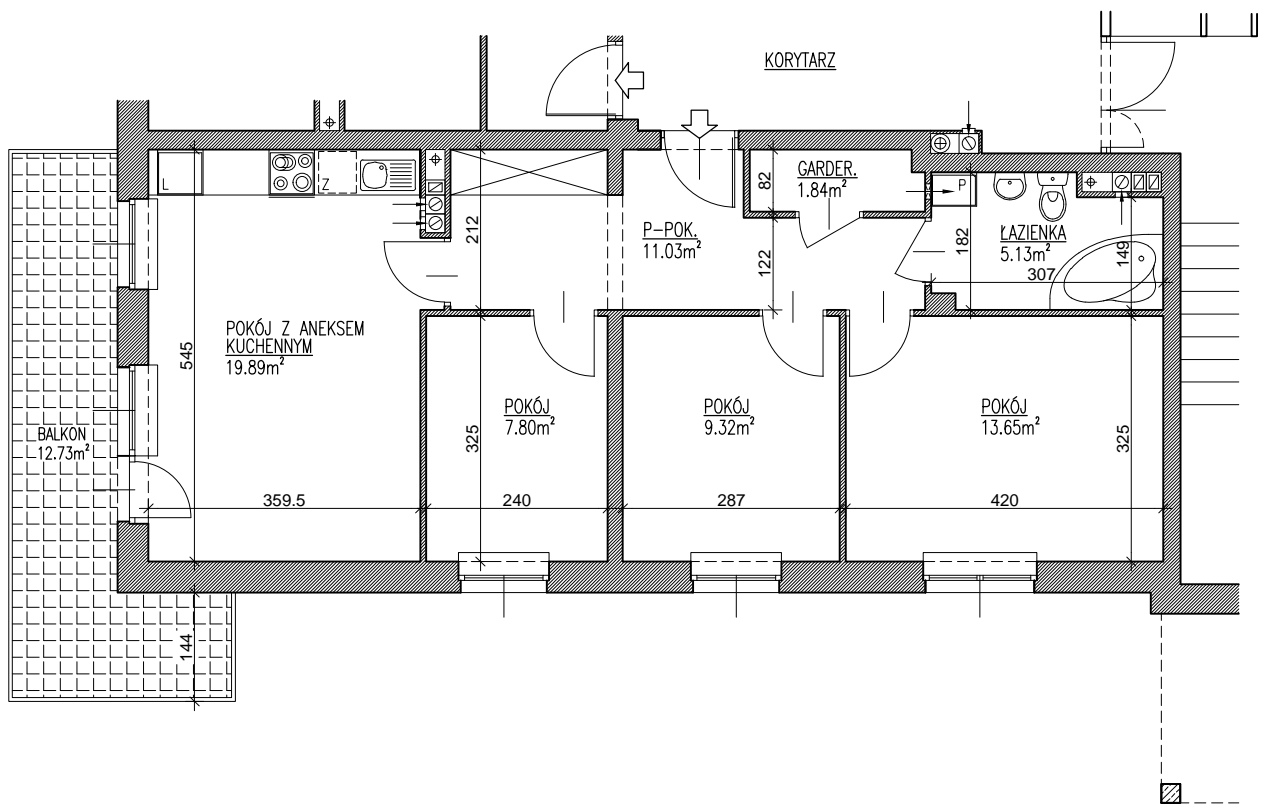 KORYTARZ
L
Z
82
GARDER.
1.84m²
P
212
P-POK.
11.03m²
122
182
ŁAZIENKA
5.13m²
149
307
POKÓJ Z ANEKSEM
KUCHENNYM
19.89m²
545
BALKON
12.73m²
POKÓJ
7.80m²
325
POKÓJ
9.32m²
POKÓJ
13.65m²
325
359.5
240
287
420
144